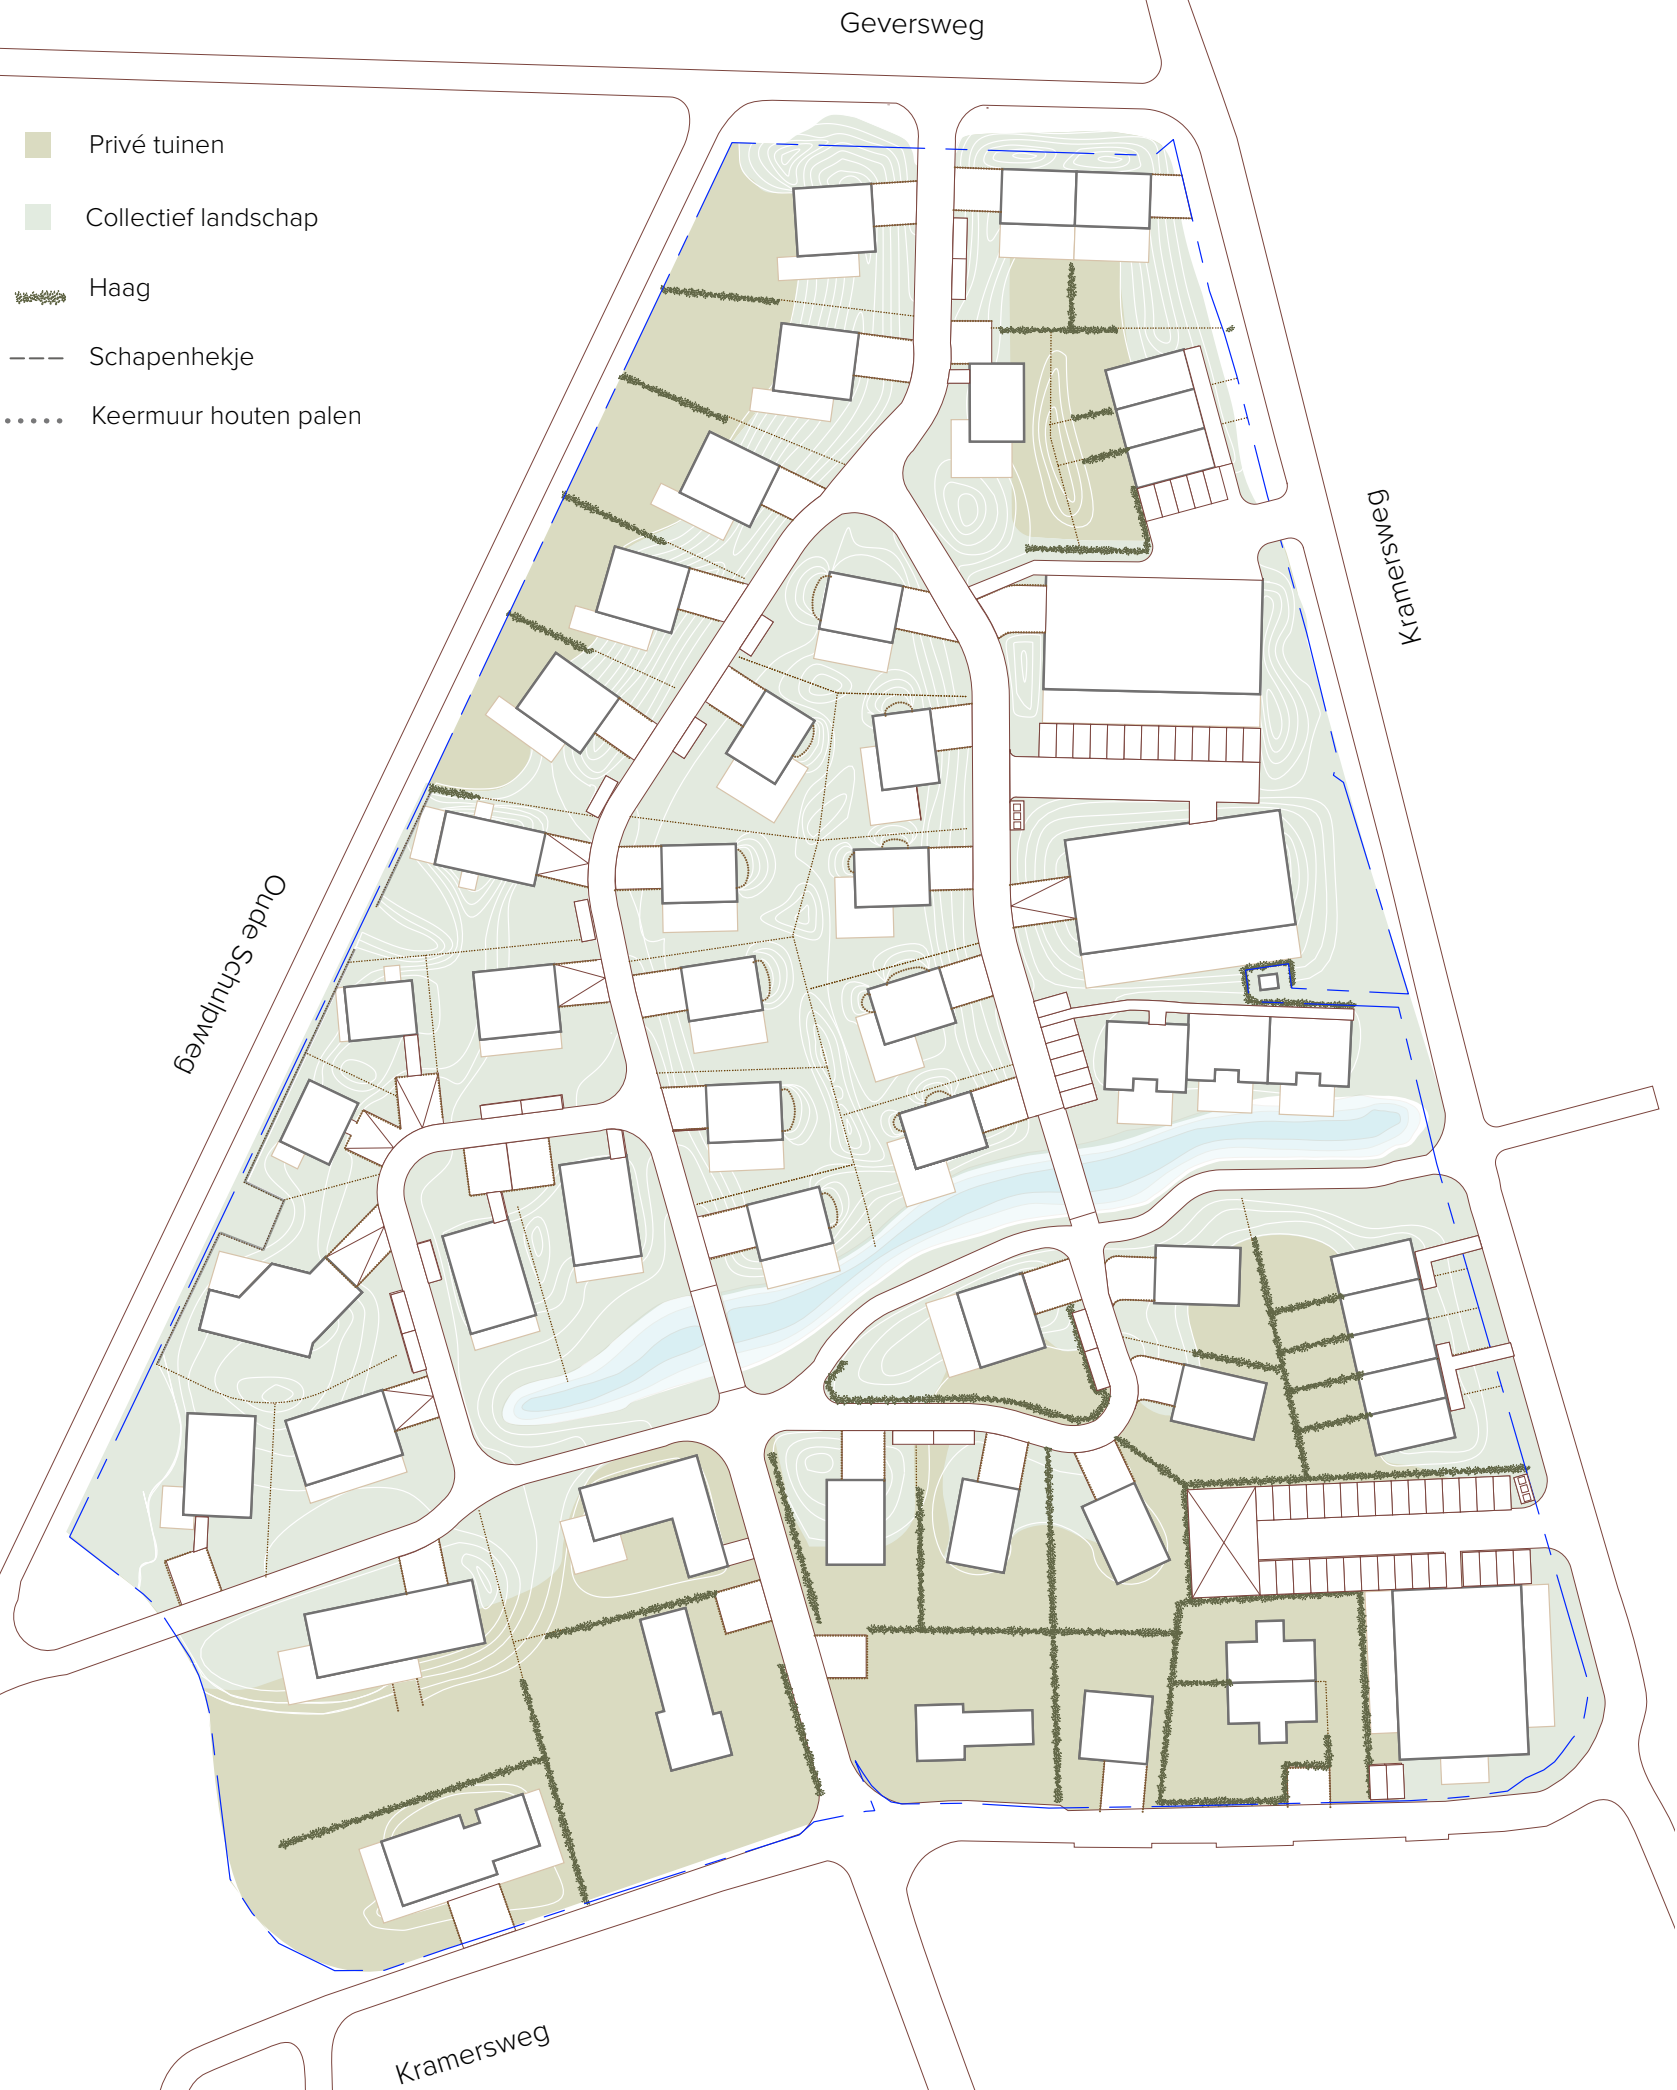 Geversweg
Privé tuinen
Collectief landschap
Haag
Schapenhekje
Keermuur houten palen
Kramersweg
Oude Schulpweg
Kramersweg